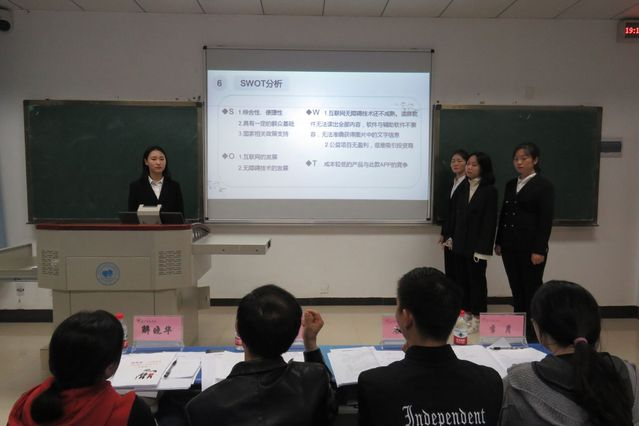 19:1
6
SWOT分析
◆S 1.综合性、便捷性
2.具有一定的群众基础
3.国家相关政策支持
◆W 1.互联网无障碍技术还不成熟。读屏软
件无法读出全部内容，软件与辅助软件不兼
容，无法准确获得图片中的文字信息
2.公益项目无盈利，很难吸引投资商
◆O 1.互联网的发展
2.无障碍技术的发展
◆T 成本较低的产品与此款APP的竞争
解晓华
Independent